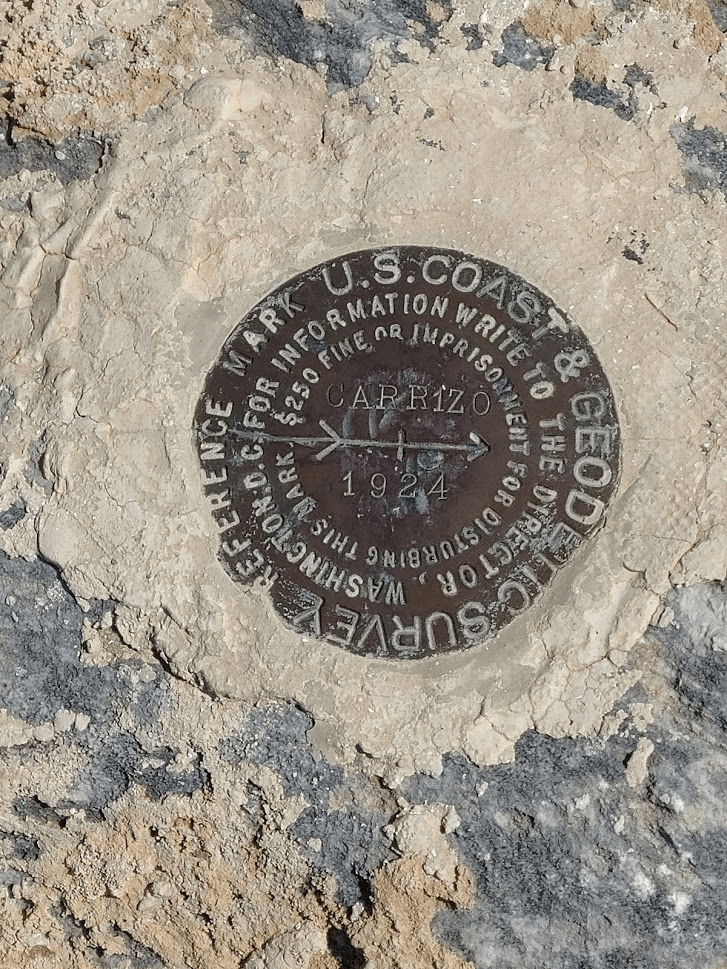 U.S. COAST & GEODETIC SURVEY
REFERENCE MARK
FOR INFORMATION WRITE TO THE DIRECTOR, WASHINGTON, D.C.
$250 FINE OR IMPRISONMENT FOR DISTURBING THIS MARK.
CARRIZO
1924